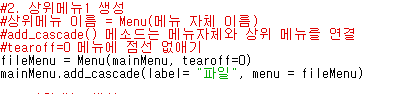 #2. 상위메뉴1 생성
#상위메뉴 이름 = Menu(메뉴 자체 이름)
#add_cascade() 메소드는 메뉴자체와 상위 메뉴를 연결
#tearoff=0 메뉴에 점선 없애기
fileMenu = Menu(mainMenu, tearoff=0)
mainMenu.add_cascade(label= "파일", menu = fileMenu)